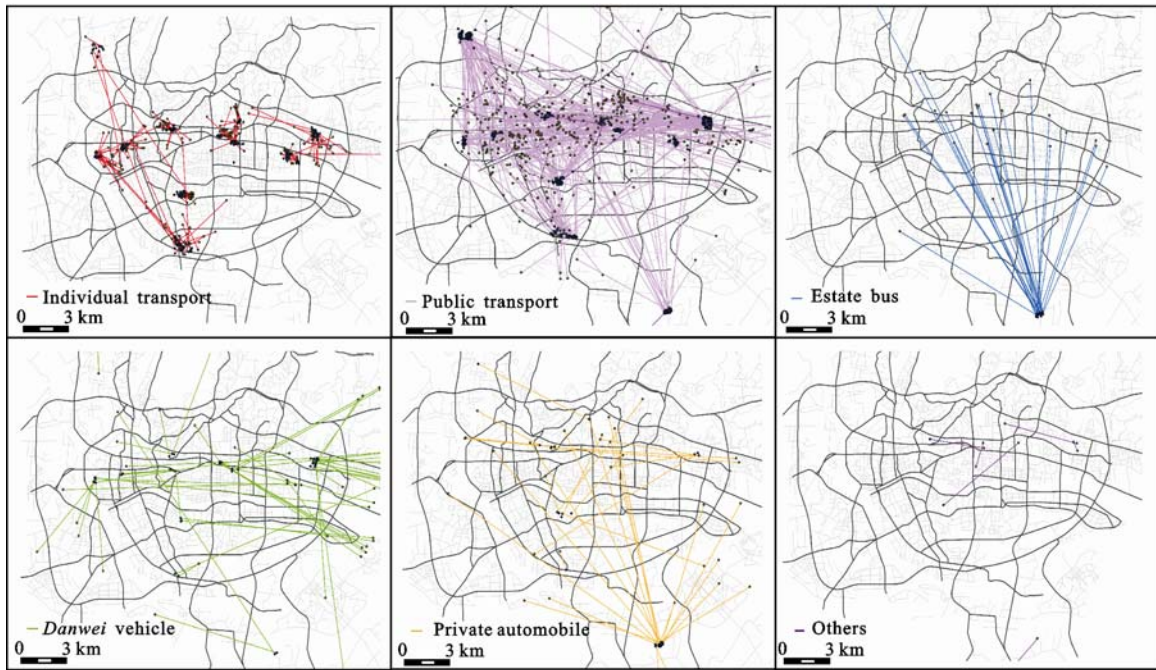 Individual transport
0 3 km
Public transport
0 3 km
Estate bus
0 3 km
Danwei vehicle
0 3 km
Private automobile
0 3 km
Others
0 3 km